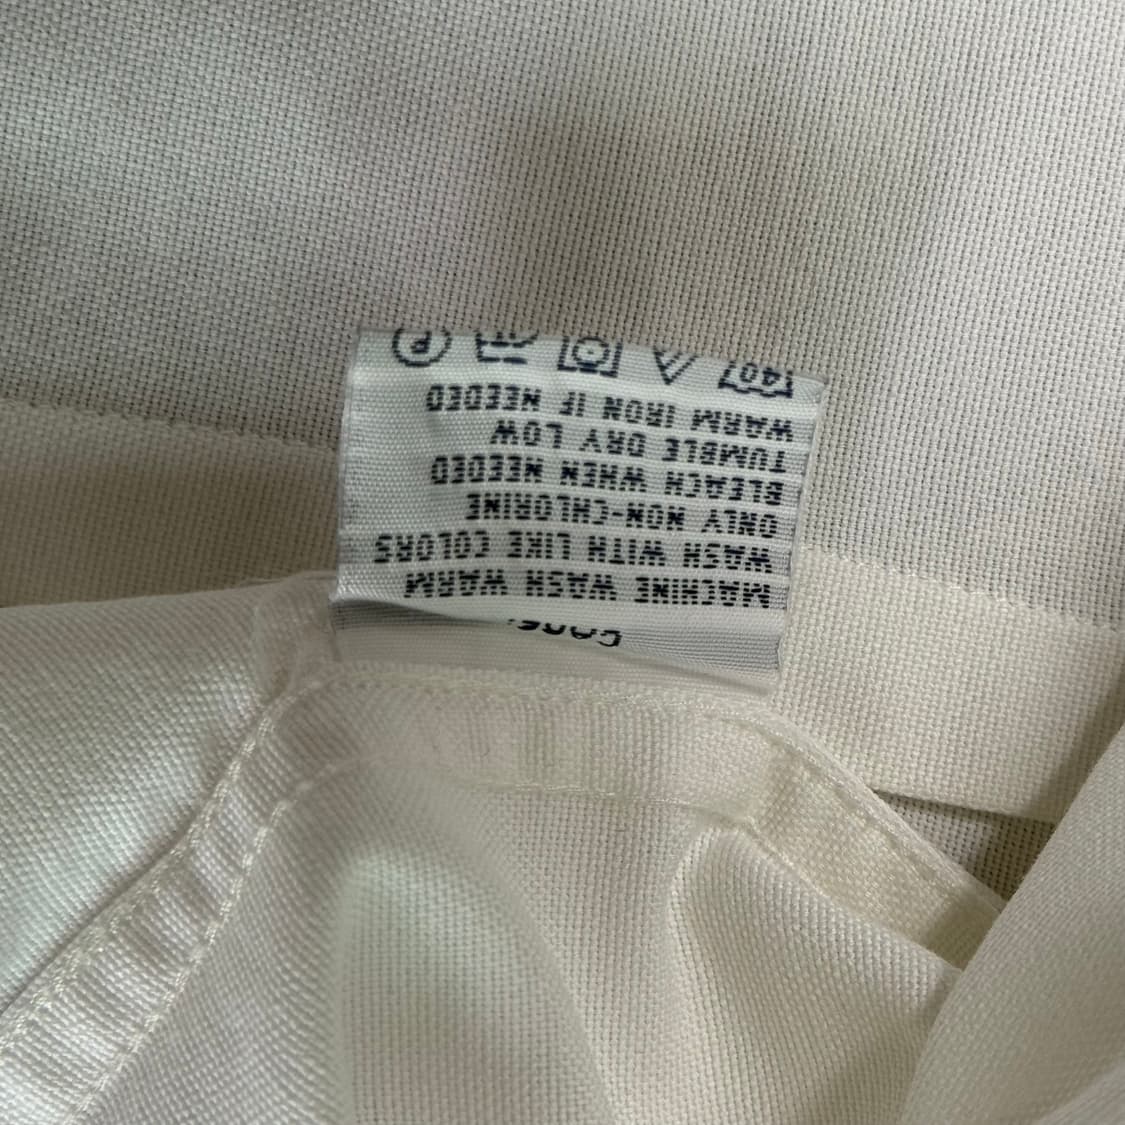 CARE:
MACHINE WASH WARM
WASH WITH LIKE COLORS
ONLY NON-CHLORINE
BLEACH WHEN NEEDED
TUMBLE DRY LOW
WARM IRON IF NEEDED
40 P